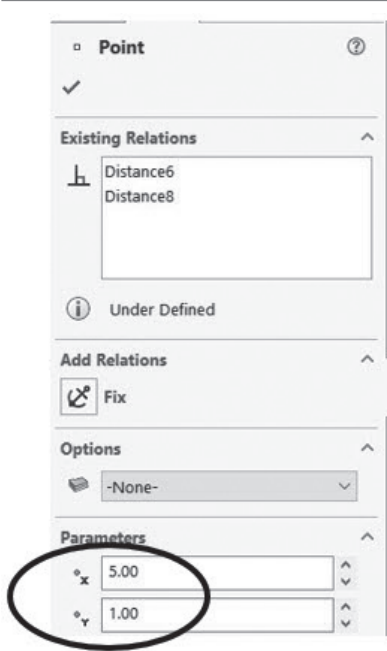 Point
Existing Relations
Distance6
Distance8
Under Defined
Add Relations
Fix
Options
-None-
Parameters
X 5.00
Y 1.00